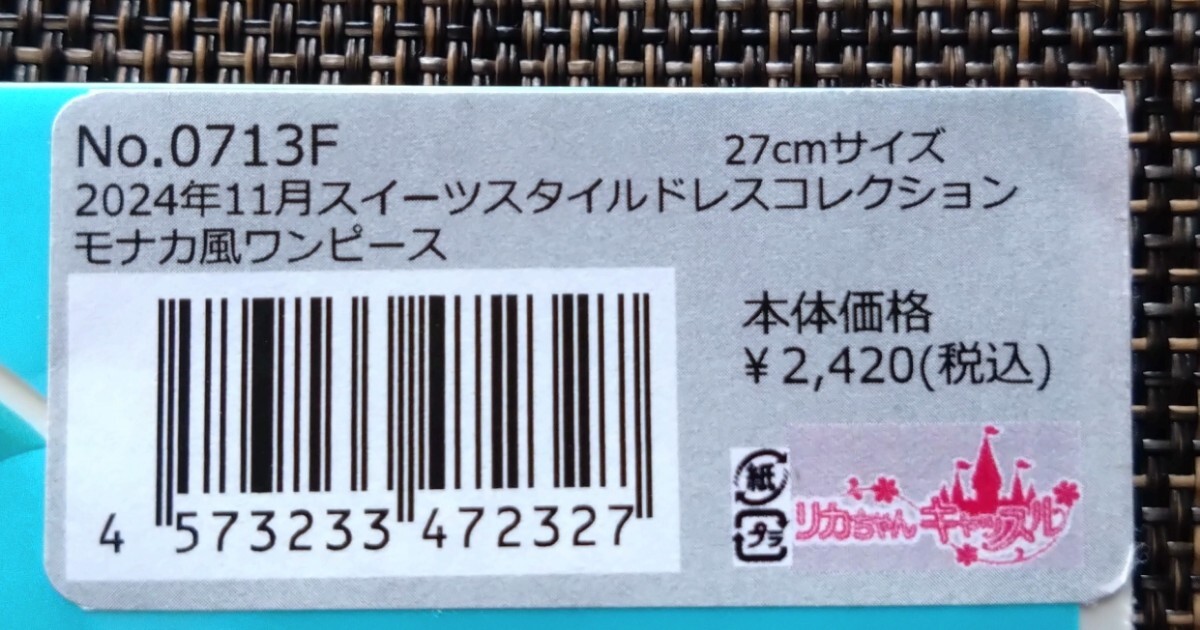 No.0713F 27cmサイズ
2024年11月スイーツスタイルドレスコレクション
モナカ風ワンピース
本体価格
¥2,420(税込)
4 573233 472327
紙
プラ
リカちゃん キャッスル